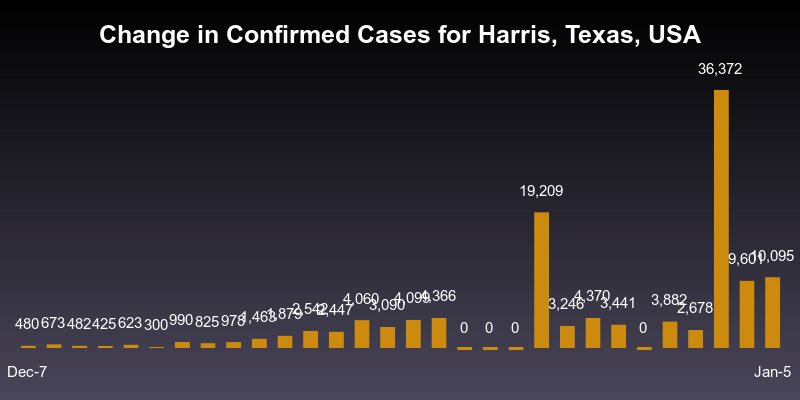 Change in Confirmed Cases for Harris, Texas, USA
36,372
19,209
480 673 482 425 623 300 990 825 978 1,463 1,879 2,542 2,447 4,060 3,090 4,099 4,366 0 0 0 3,246 4,370 3,441 0 3,882 2,678 9,601 10,095
Dec-7 Jan-5